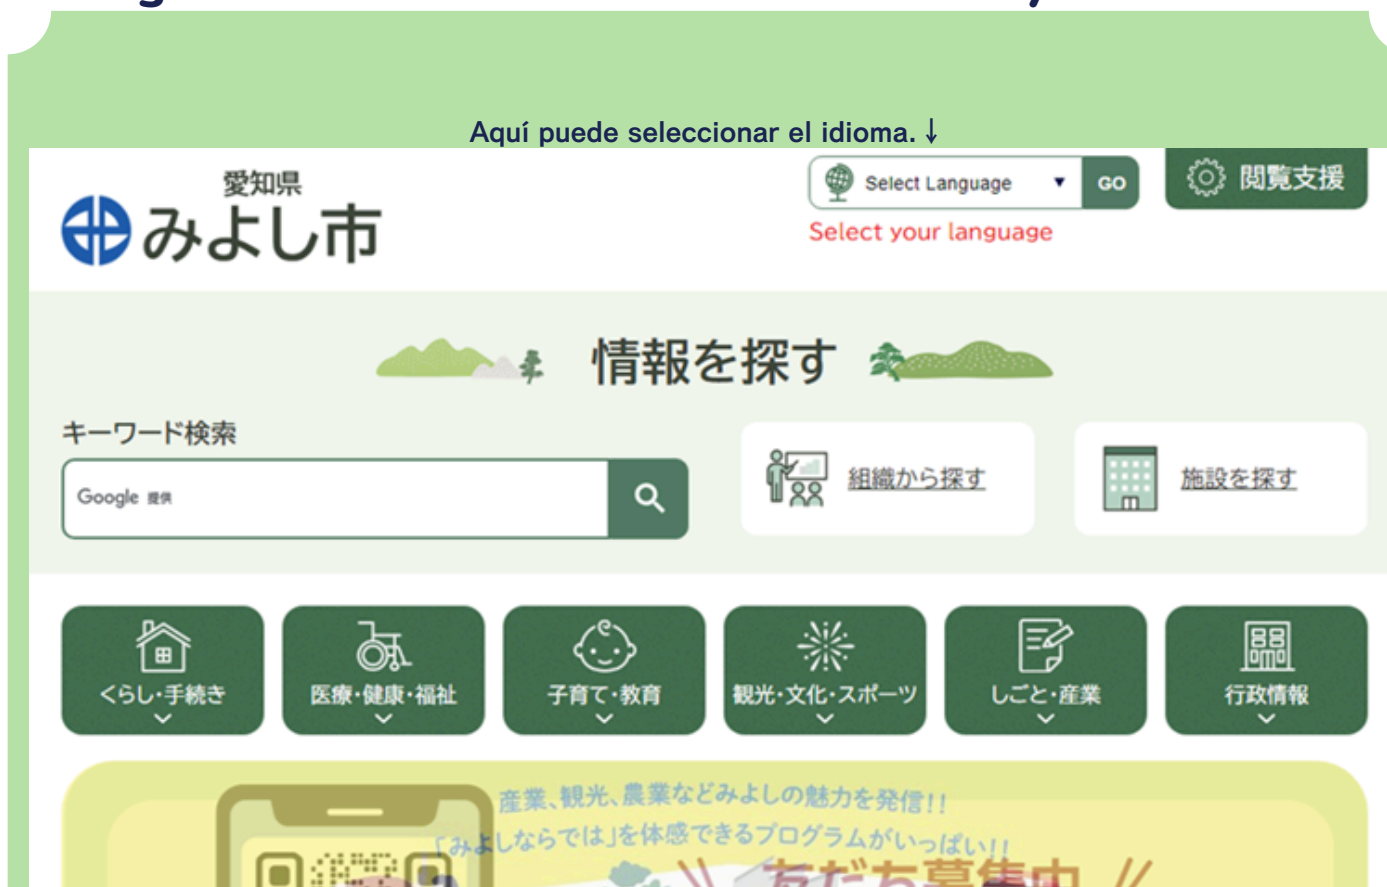 Aquí puede seleccionar el idioma.↓
愛知県
みよし市
Select Language ▼ GO
閲覧支援
Select your language
情報を探す
キーワード検索
Google 提供
組織から探す
施設を探す
くらし・手続き
医療・健康・福祉
子育て・教育
観光・文化・スポーツ
しごと・産業
行政情報
産業、観光、農業などみよしの魅力を発信!!
「みよしならでは」を体感できるプログラムがいっぱい!!
友だち募集中